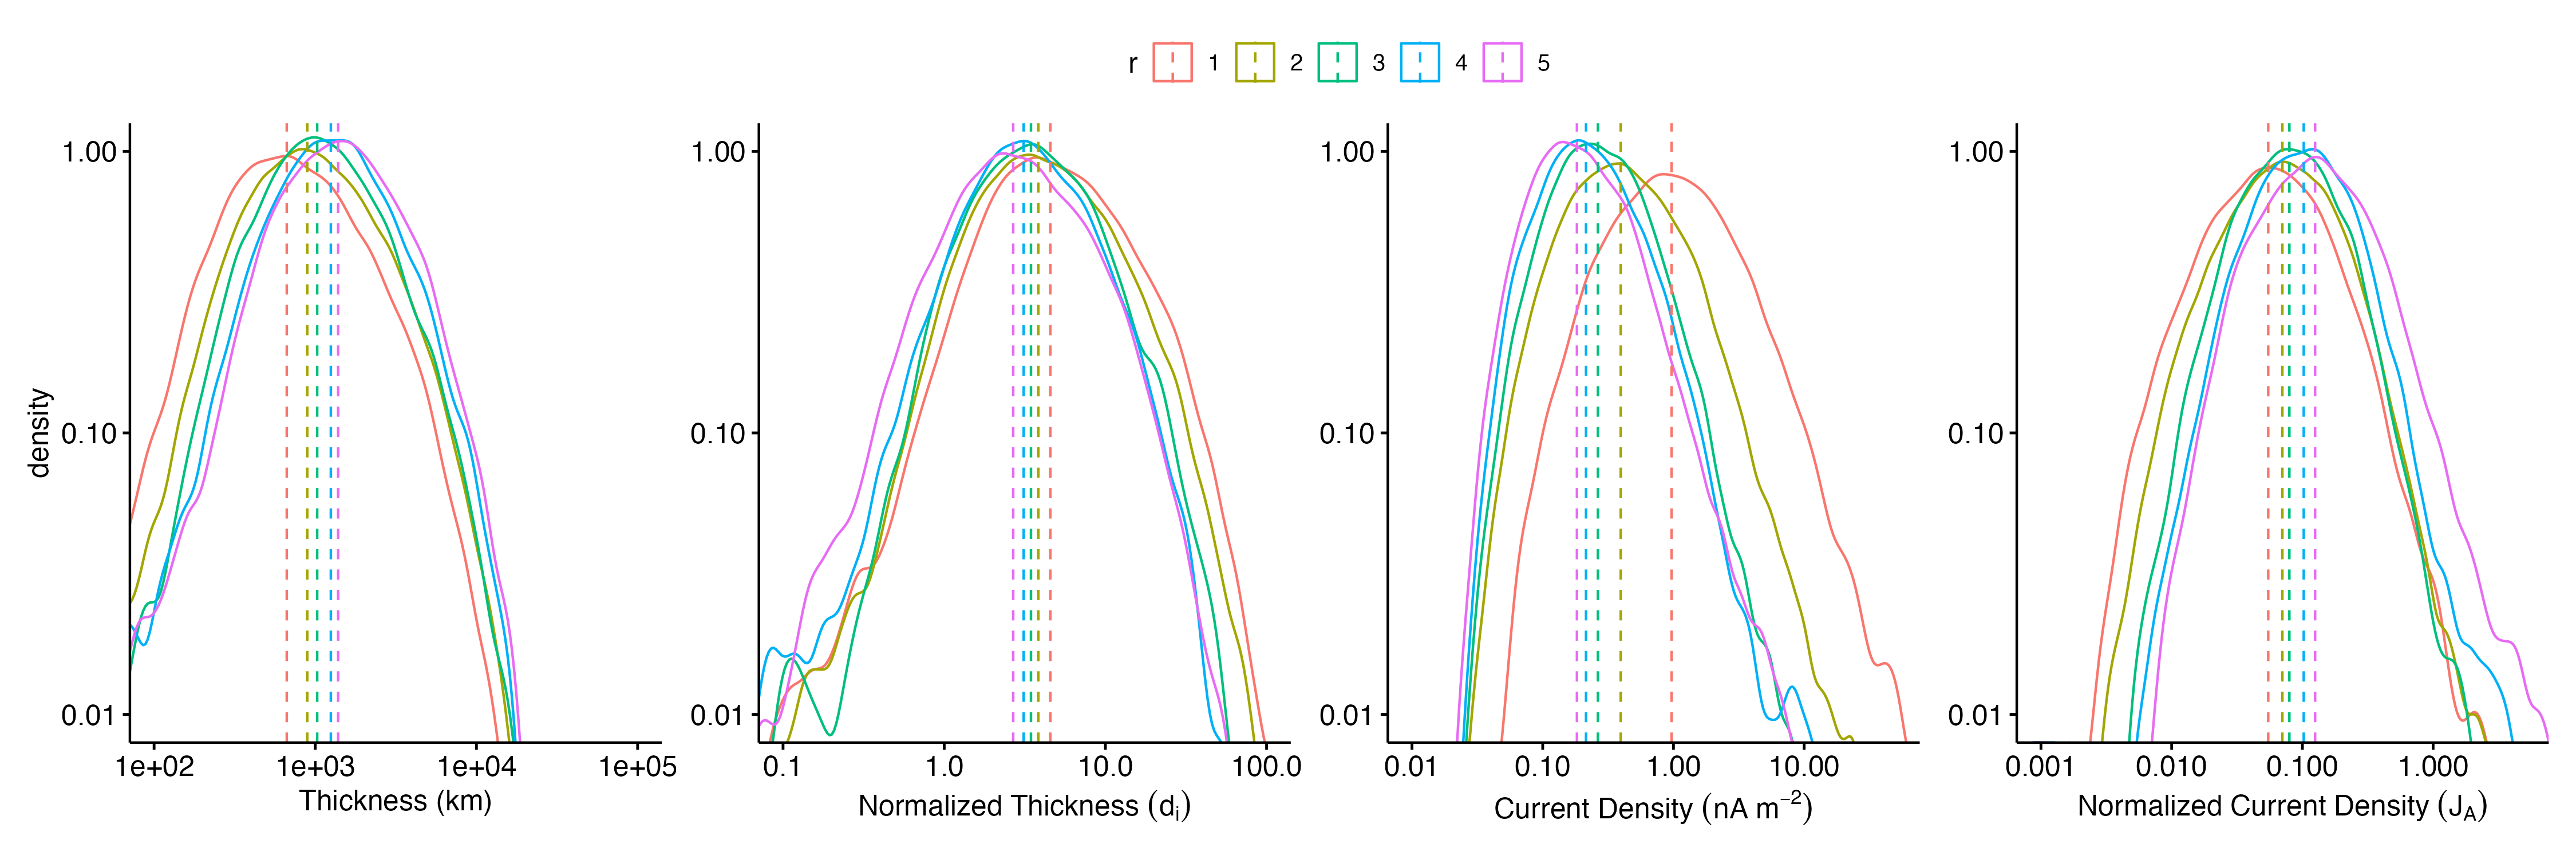 r 1 2 3 4 5
density
1.00
0.10
0.01
1e+02 1e+03 1e+04 1e+05
Thickness (km)
1.00
0.10
0.01
0.1 1.0 10.0 100.0
Normalized Thickness (dᵢ)
1.00
0.10
0.01
0.01 0.10 1.00 10.00
Current Density (nA m⁻²)
1.00
0.10
0.01
0.001 0.010 0.100 1.000
Normalized Current Density (J_A)